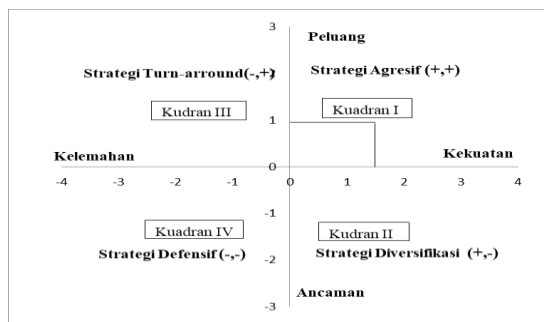 3
Peluang
Strategi Turn-arround(-,+)
2
Strategi Agresif (+,+)
Kudran III
Kuadran I
1
Kelemahan
Kekuatan
0
-4 -3 -2 -1 0 1 2 3 4
-1
Kuadran IV
Kudran II
Strategi Defensif (-,-)
-2
Strategi Diversifikasi (+,-)
Ancaman
-3